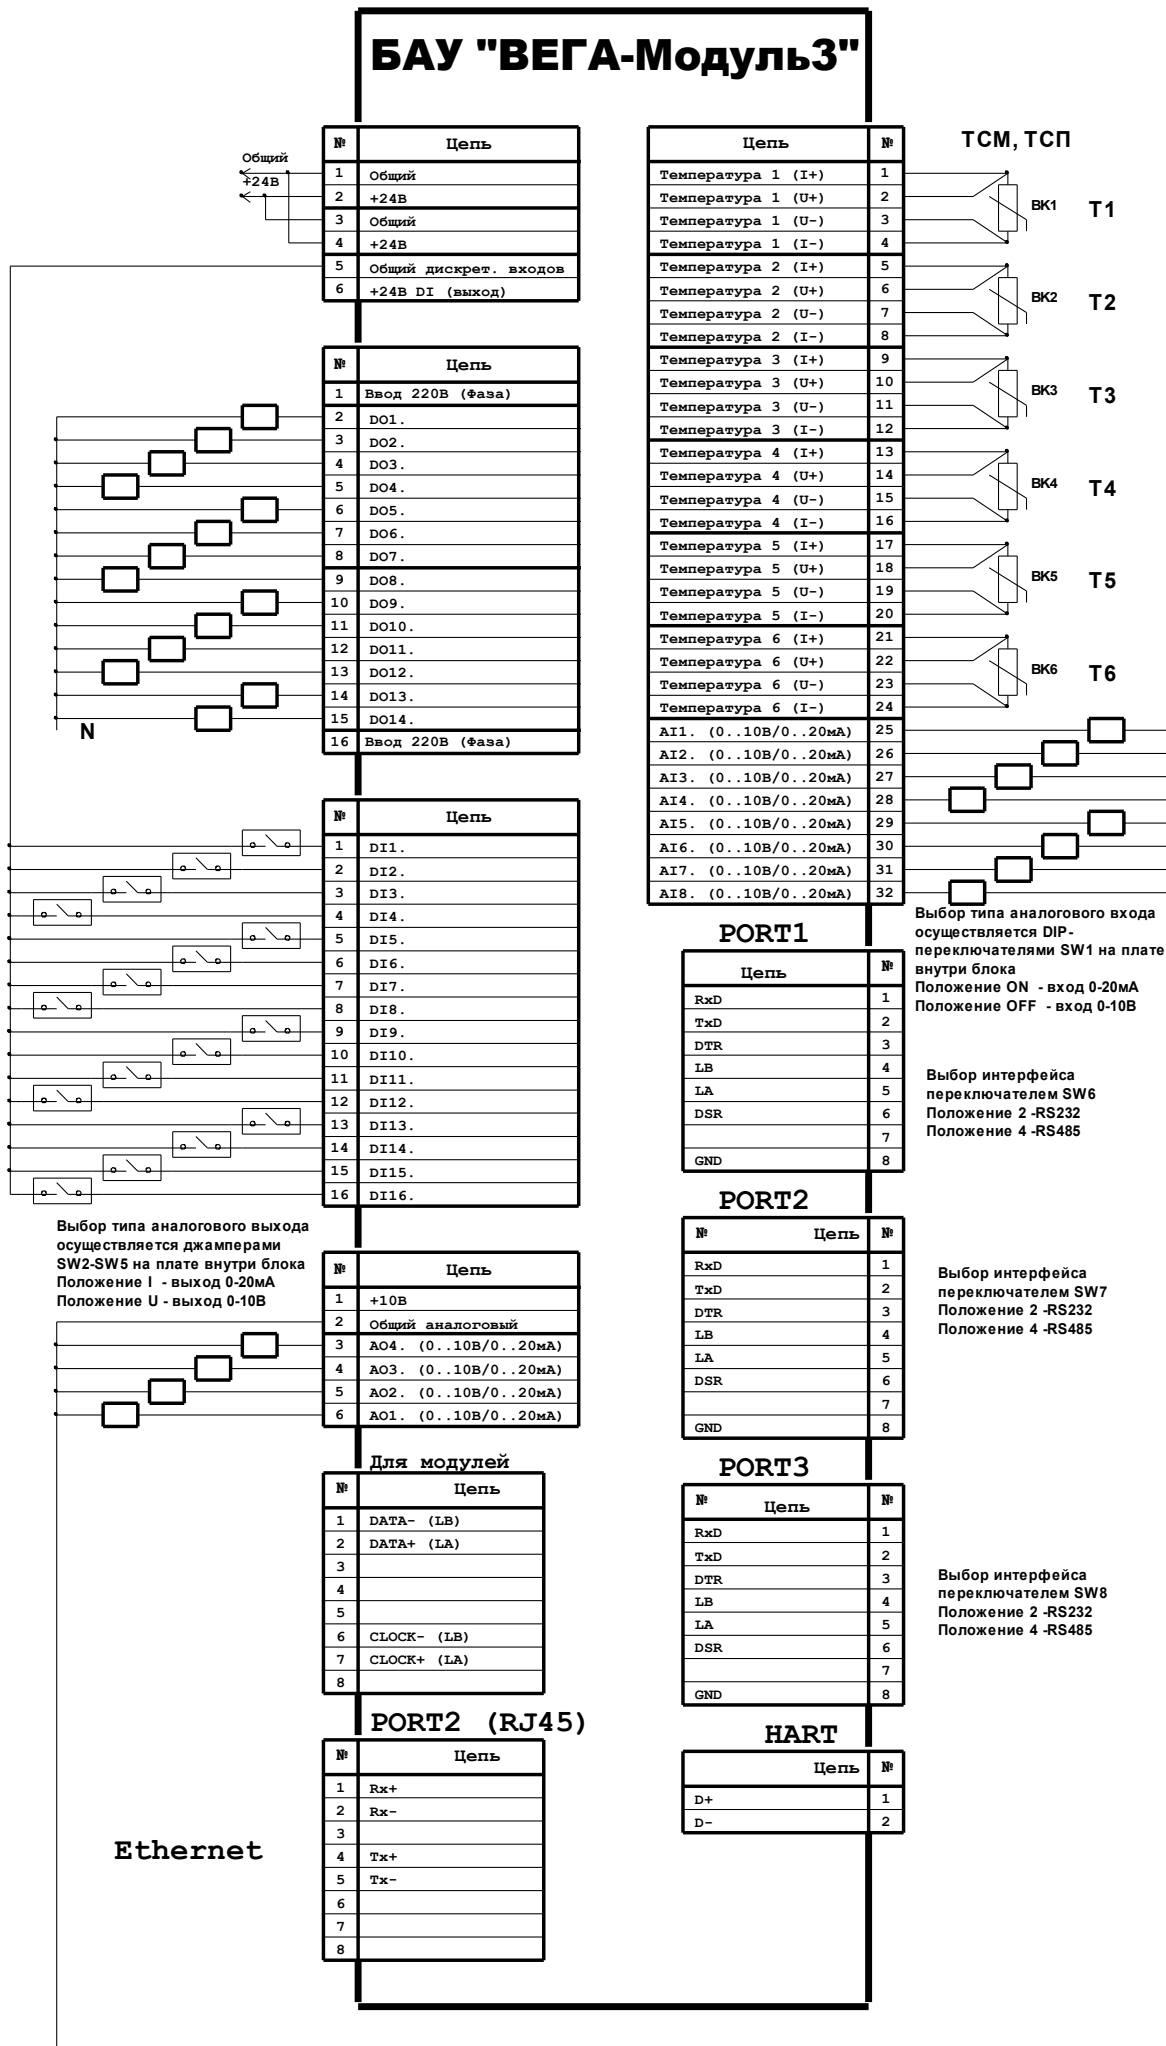 БАУ "ВЕГА-Модуль3"
Общий
+24В
№ Цепь
1 Общий
2 +24В
3 Общий
4 +24В
5 Общий дискрет. входов
6 +24В DI (выход)
№ Цепь
1 Ввод 220В (Фаза)
2 DO1.
3 DO2.
4 DO3.
5 DO4.
6 DO5.
7 DO6.
8 DO7.
9 DO8.
10 DO9.
11 DO10.
12 DO11.
13 DO12.
14 DO13.
15 DO14.
16 Ввод 220В (Фаза)
N
№ Цепь
1 DI1.
2 DI2.
3 DI3.
4 DI4.
5 DI5.
6 DI6.
7 DI7.
8 DI8.
9 DI9.
10 DI10.
11 DI11.
12 DI12.
13 DI13.
14 DI14.
15 DI15.
16 DI16.
Выбор типа аналогового выхода
осуществляется джамперами
SW2-SW5 на плате внутри блока
Положение I - выход 0-20мА
Положение U - выход 0-10В
№ Цепь
1 +10В
2 Общий аналоговый
3 AO4. (0..10В/0..20мА)
4 AO3. (0..10В/0..20мА)
5 AO2. (0..10В/0..20мА)
6 AO1. (0..10В/0..20мА)
Для модулей
№ Цепь
1 DATA- (LB)
2 DATA+ (LA)
3
4
5
6 CLOCK- (LB)
7 CLOCK+ (LA)
8
PORT2 (RJ45)
Ethernet
№ Цепь
1 Rx+
2 Rx-
3
4 Tx+
5 Tx-
6
7
8
Цепь №
ТСМ, ТСП
Температура 1 (I+) 1
Температура 1 (U+) 2
Температура 1 (U-) 3
Температура 1 (I-) 4
BK1 T1
Температура 2 (I+) 5
Температура 2 (U+) 6
Температура 2 (U-) 7
Температура 2 (I-) 8
BK2 T2
Температура 3 (I+) 9
Температура 3 (U+) 10
Температура 3 (U-) 11
Температура 3 (I-) 12
BK3 T3
Температура 4 (I+) 13
Температура 4 (U+) 14
Температура 4 (U-) 15
Температура 4 (I-) 16
BK4 T4
Температура 5 (I+) 17
Температура 5 (U+) 18
Температура 5 (U-) 19
Температура 5 (I-) 20
BK5 T5
Температура 6 (I+) 21
Температура 6 (U+) 22
Температура 6 (U-) 23
Температура 6 (I-) 24
BK6 T6
AI1. (0..10В/0..20мА) 25
AI2. (0..10В/0..20мА) 26
AI3. (0..10В/0..20мА) 27
AI4. (0..10В/0..20мА) 28
AI5. (0..10В/0..20мА) 29
AI6. (0..10В/0..20мА) 30
AI7. (0..10В/0..20мА) 31
AI8. (0..10В/0..20мА) 32
Выбор типа аналогового входа
осуществляется DIP-
переключателями SW1 на плате
внутри блока
Положение ON - вход 0-20мА
Положение OFF - вход 0-10В
PORT1
Цепь №
RxD 1
TxD 2
DTR 3
LB 4
LA 5
DSR 6
7
GND 8
Выбор интерфейса
переключателем SW6
Положение 2 -RS232
Положение 4 -RS485
PORT2
№ Цепь №
RxD 1
TxD 2
DTR 3
LB 4
LA 5
DSR 6
7
GND 8
Выбор интерфейса
переключателем SW7
Положение 2 -RS232
Положение 4 -RS485
PORT3
№ Цепь №
RxD 1
TxD 2
DTR 3
LB 4
LA 5
DSR 6
7
GND 8
Выбор интерфейса
переключателем SW8
Положение 2 -RS232
Положение 4 -RS485
HART
Цепь №
D+ 1
D- 2